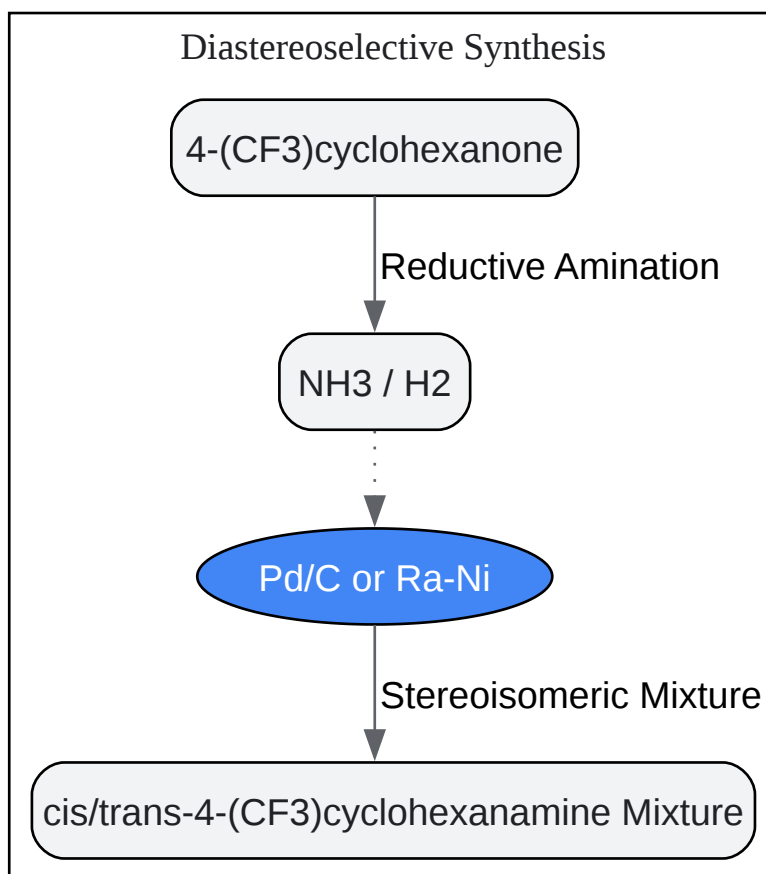 Diastereoselective Synthesis
4-(CF3)cyclohexanone
Reductive Amination
NH3 / H2
Pd/C or Ra-Ni
Stereoisomeric Mixture
cis/trans-4-(CF3)cyclohexanamine Mixture